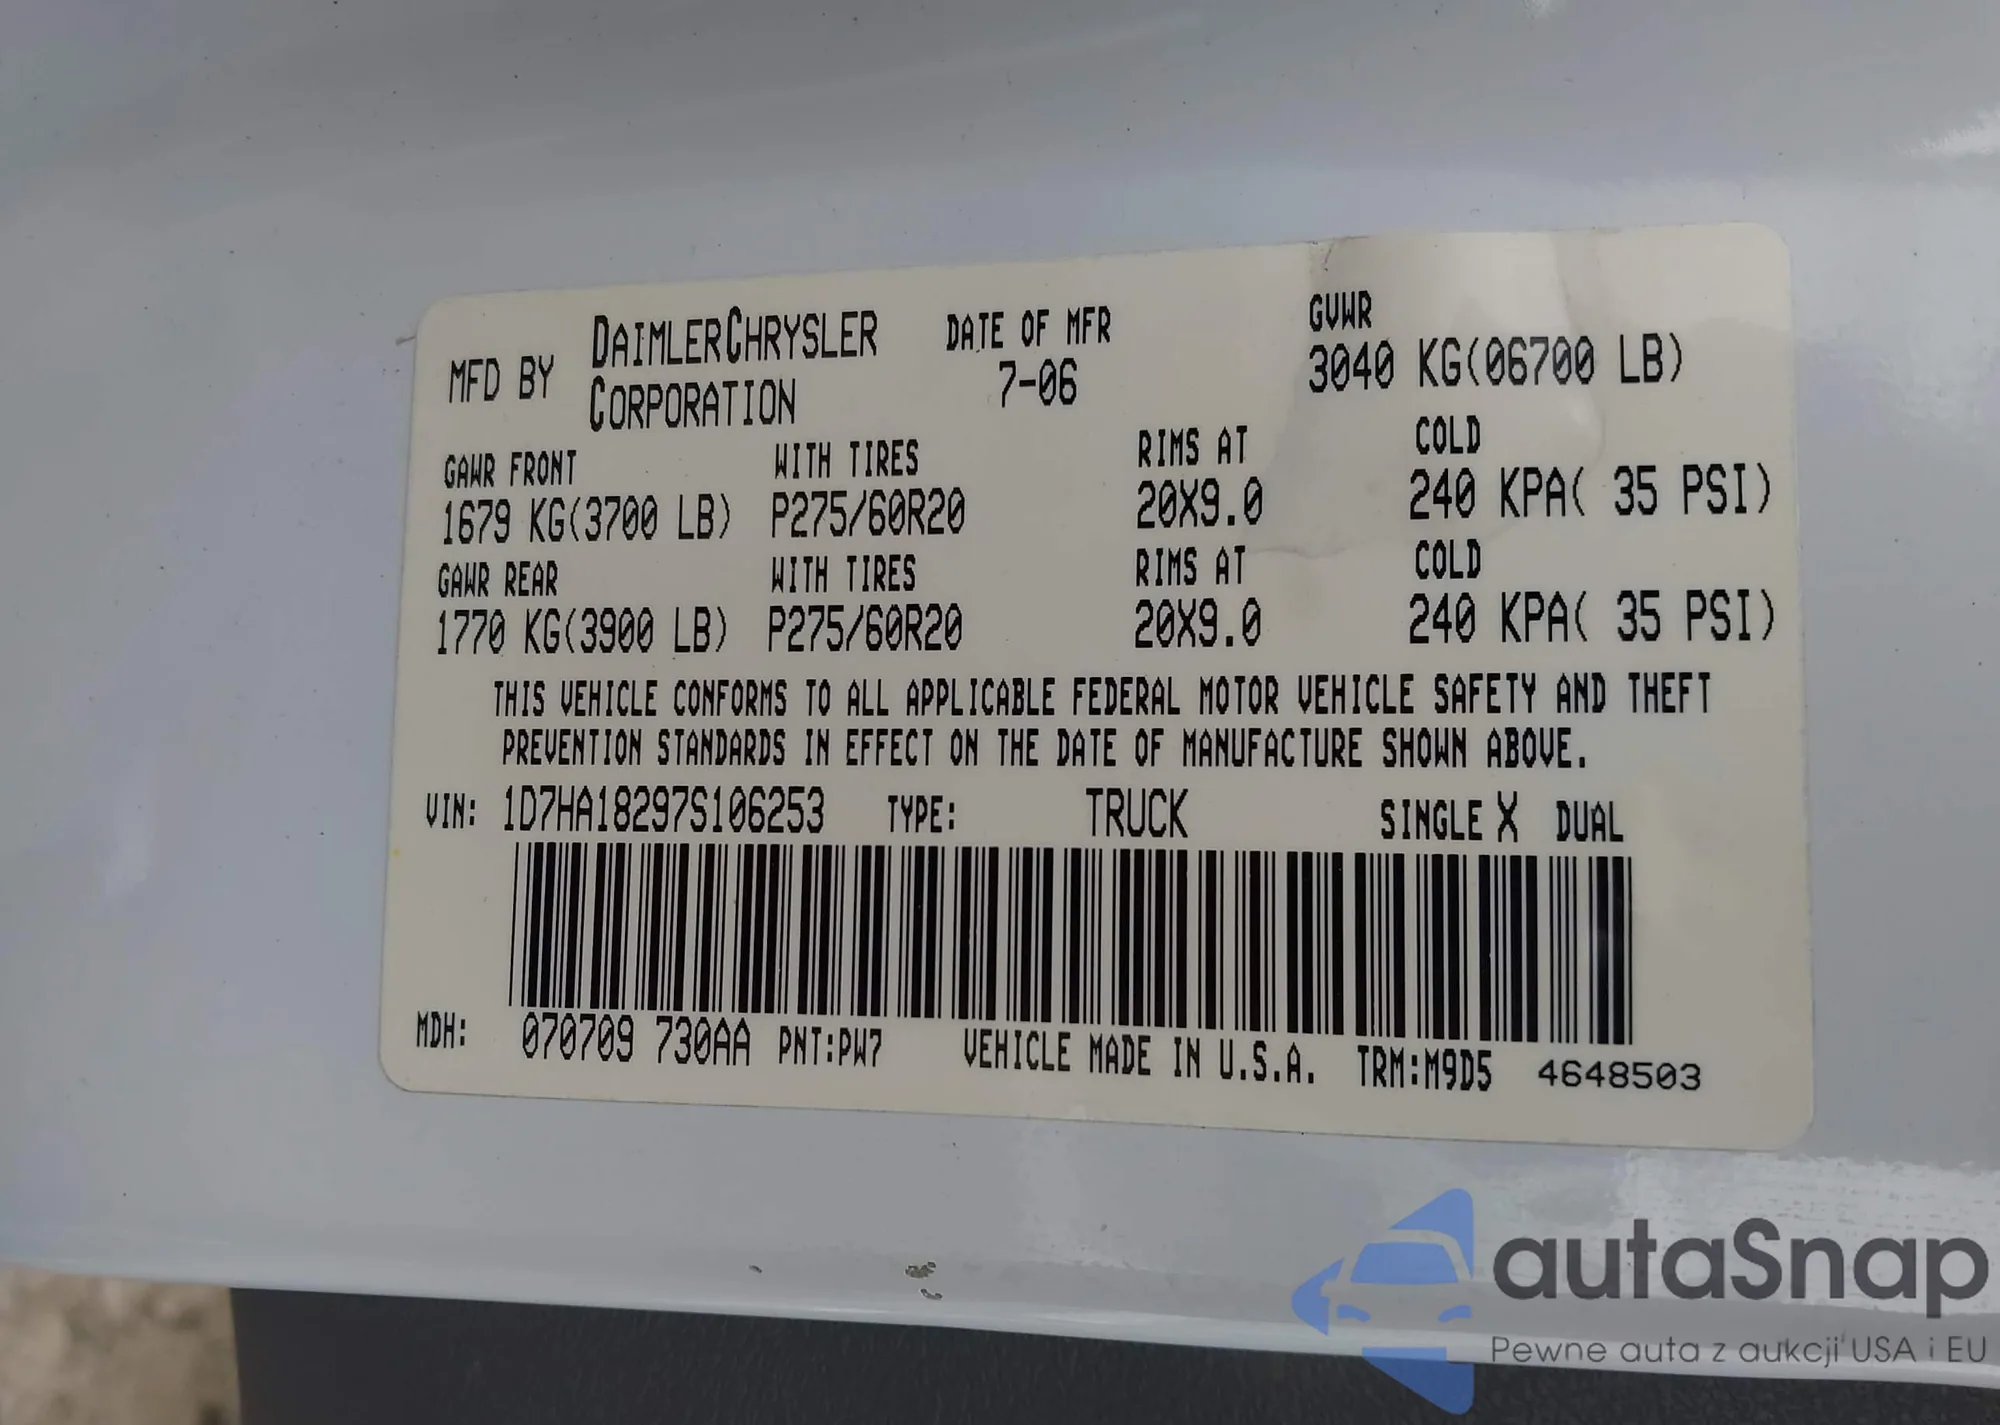 MFD BY DAIMLERCHRYSLER CORPORATION
DATE OF MFR
7-06
GVWR
3040 KG(06700 LB)
GAWR FRONT WITH TIRES RIMS AT COLD
1679 KG(3700 LB) P275/60R20 20X9.0 240 KPA( 35 PSI)
GAWR REAR WITH TIRES RIMS AT COLD
1770 KG(3900 LB) P275/60R20 20X9.0 240 KPA( 35 PSI)
THIS VEHICLE CONFORMS TO ALL APPLICABLE FEDERAL MOTOR VEHICLE SAFETY AND THEFT
PREVENTION STANDARDS IN EFFECT ON THE DATE OF MANUFACTURE SHOWN ABOVE.
VIN: 1D7HA18297S106253 TYPE: TRUCK SINGLE X DUAL
MDH: 070709 730AA PNT:PW7 VEHICLE MADE IN U.S.A. TRM:M9D5 4648503
autaSnap
Pewne auta z aukcji USA i EU